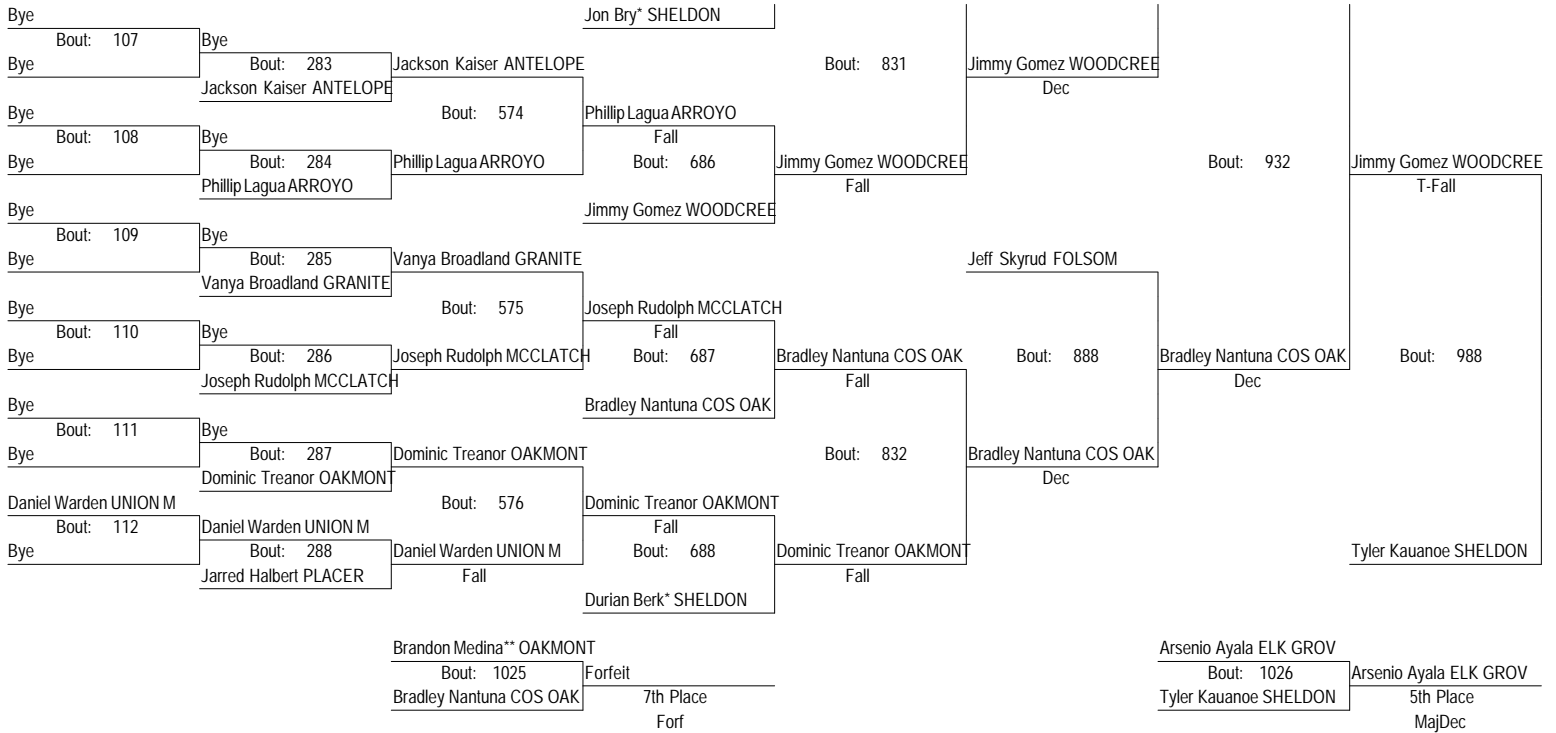 Bye Jon Bry* SHELDON
Bout: 107 Bye
Bye Bout: 283 Jackson Kaiser ANTELOPE Bout: 831 Jimmy Gomez WOODCREE
Jackson Kaiser ANTELOPE Dec
Bye Bout: 574 Phillip Lagua ARROYO
Bout: 108 Bye Fall
Bye Bout: 284 Phillip Lagua ARROYO Bout: 686 Jimmy Gomez WOODCREE Bout: 932 Jimmy Gomez WOODCREE
Phillip Lagua ARROYO Fall T-Fall
Bye Jimmy Gomez WOODCREE
Bout: 109 Bye
Bye Bout: 285 Vanya Broadland GRANITE Jeff Skyrud FOLSOM
Vanya Broadland GRANITE
Bye Bout: 575 Joseph Rudolph MCCLATCH
Bout: 110 Bye Fall
Bye Bout: 286 Joseph Rudolph MCCLATCH Bout: 687 Bradley Nantuna COS OAK Bout: 888 Bradley Nantuna COS OAK Bout: 988
Joseph Rudolph MCCLATCH Fall Dec
Bye Bradley Nantuna COS OAK
Bout: 111 Bye
Bye Bout: 287 Dominic Treanor OAKMONT Bout: 832 Bradley Nantuna COS OAK
Dominic Treanor OAKMONT Dec
Daniel Warden UNION M Bout: 576 Dominic Treanor OAKMONT
Bout: 112 Daniel Warden UNION M Fall
Bye Bout: 288 Daniel Warden UNION M Bout: 688 Dominic Treanor OAKMONT Tyler Kauanoe SHELDON
Jarred Halbert PLACER Fall Fall
Durian Berk* SHELDON
Brandon Medina** OAKMONT Arsenio Ayala ELK GROV
Bout: 1025 Forfeit Bout: 1026 Arsenio Ayala ELK GROV
Bradley Nantuna COS OAK 7th Place Tyler Kauanoe SHELDON 5th Place
Forf MajDec